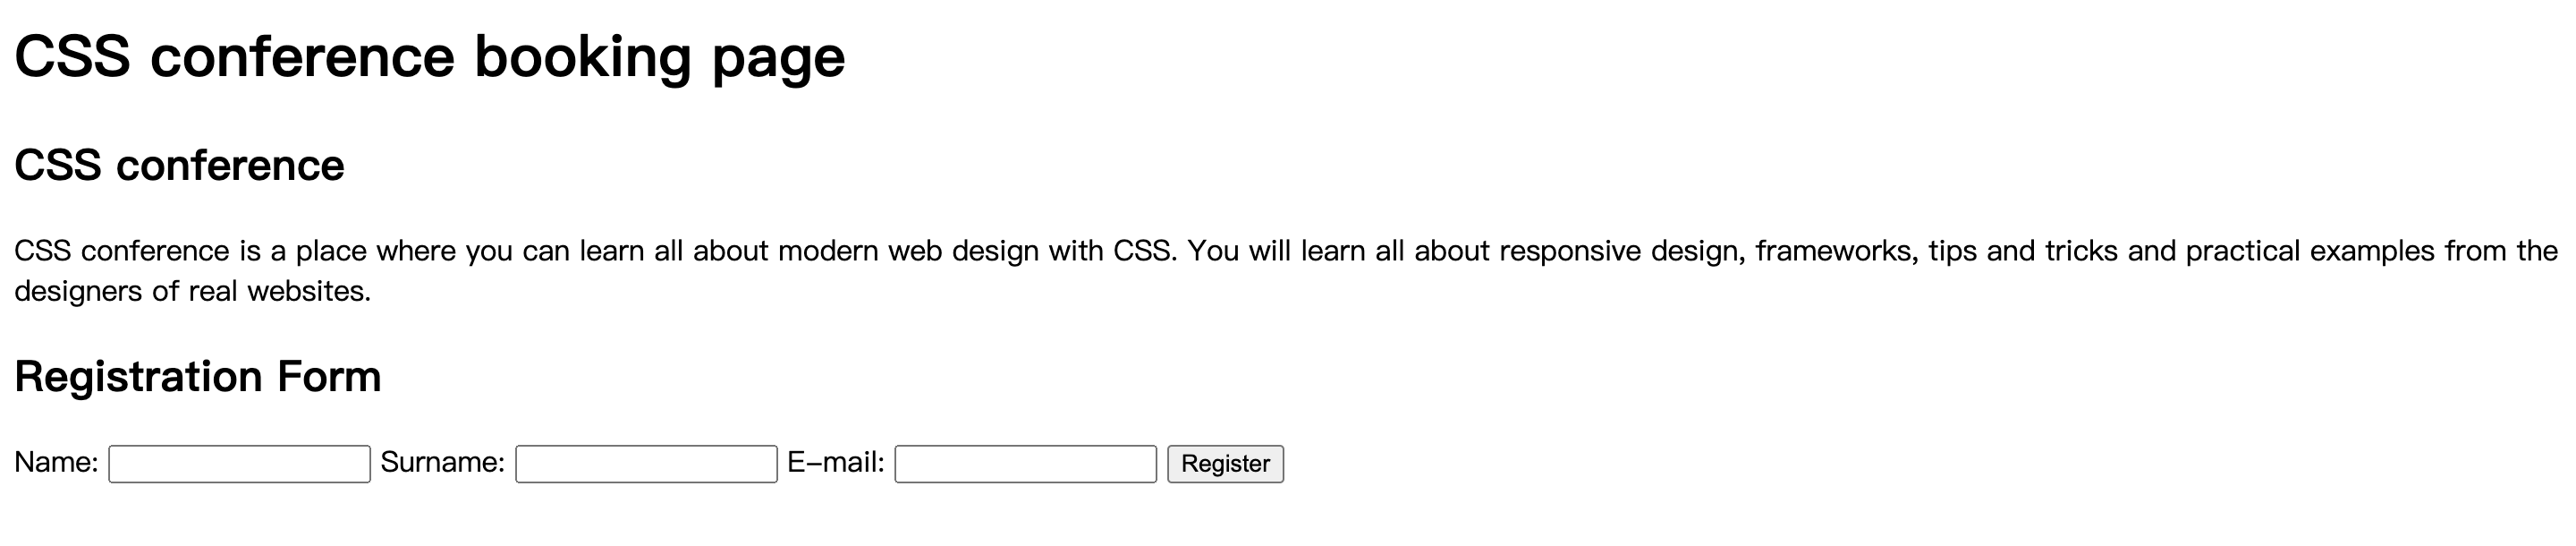 CSS conference booking page
CSS conference
CSS conference is a place where you can learn all about modern web design with CSS. You will learn all about responsive design, frameworks, tips and tricks and practical examples from the
designers of real websites.
Registration Form
Name: Surname: E-mail: Register